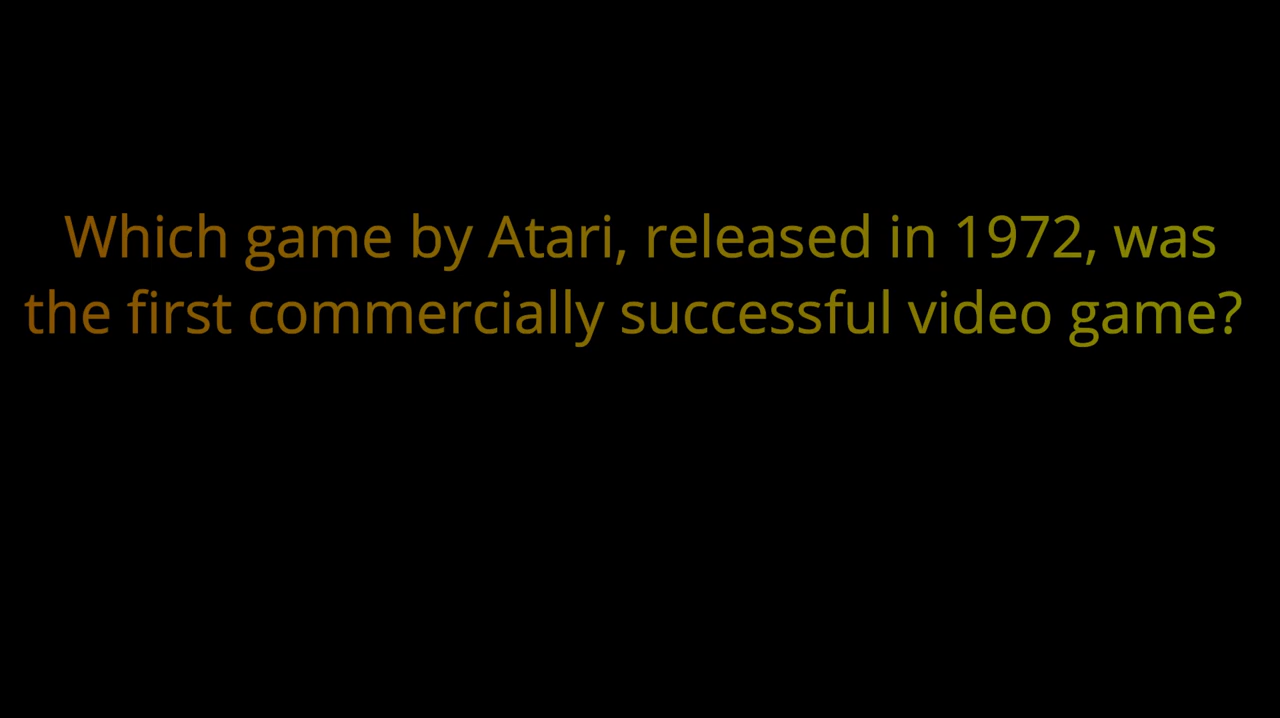 Which game by Atari, released in 1972, was
the first commercially successful video game?